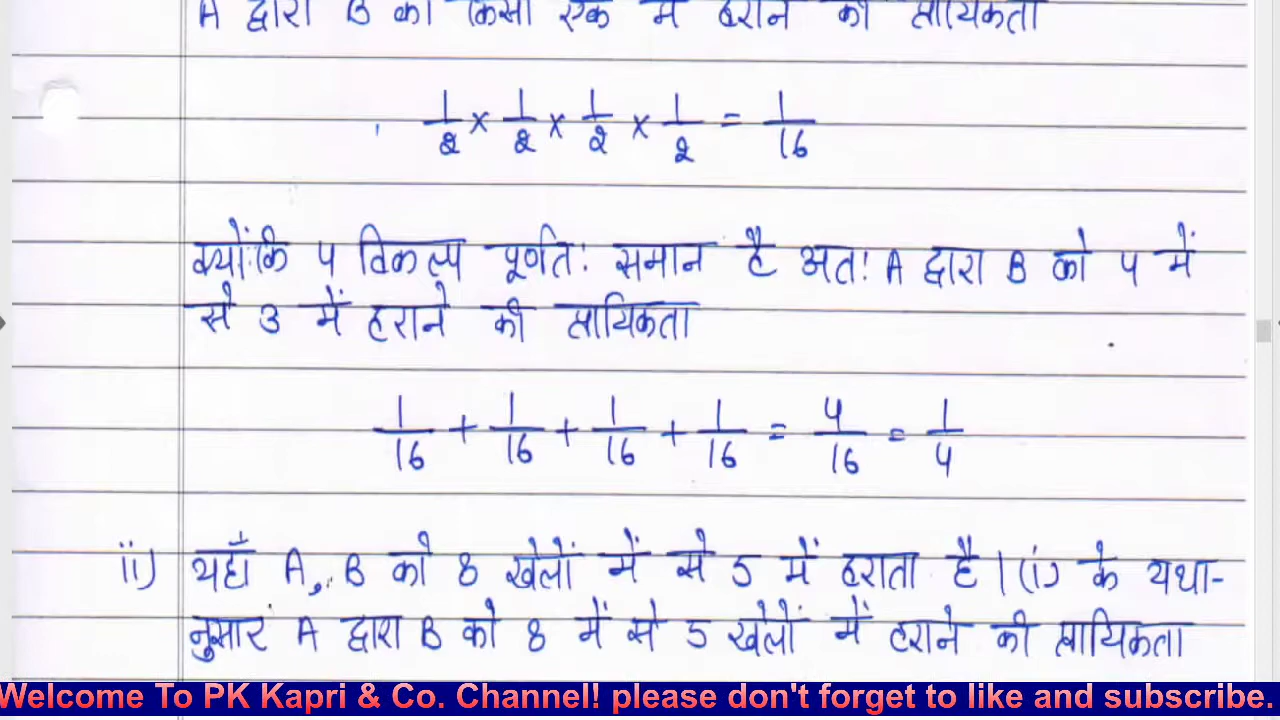 A द्वारा B को किसी एक में हराने की प्रायिकता
1/2 × 1/2 × 1/2 × 1/2 = 1/16
क्यों:कि 4 विकल्प पूर्णत: समान है अत: A द्वारा B को 4 में
से 3 में हराने की प्रायिकता
1/16 + 1/16 + 1/16 + 1/16 = 4/16 = 1/4
ii) यहाँ A, B को 8 खेलों में से 5 में हराता है। (i) के यथा-
नुसार A द्वारा B को 8 में से 5 खेलों में हराने की प्रायिकता
Welcome To PK Kapri & Co. Channel! please don't forget to like and subscribe.